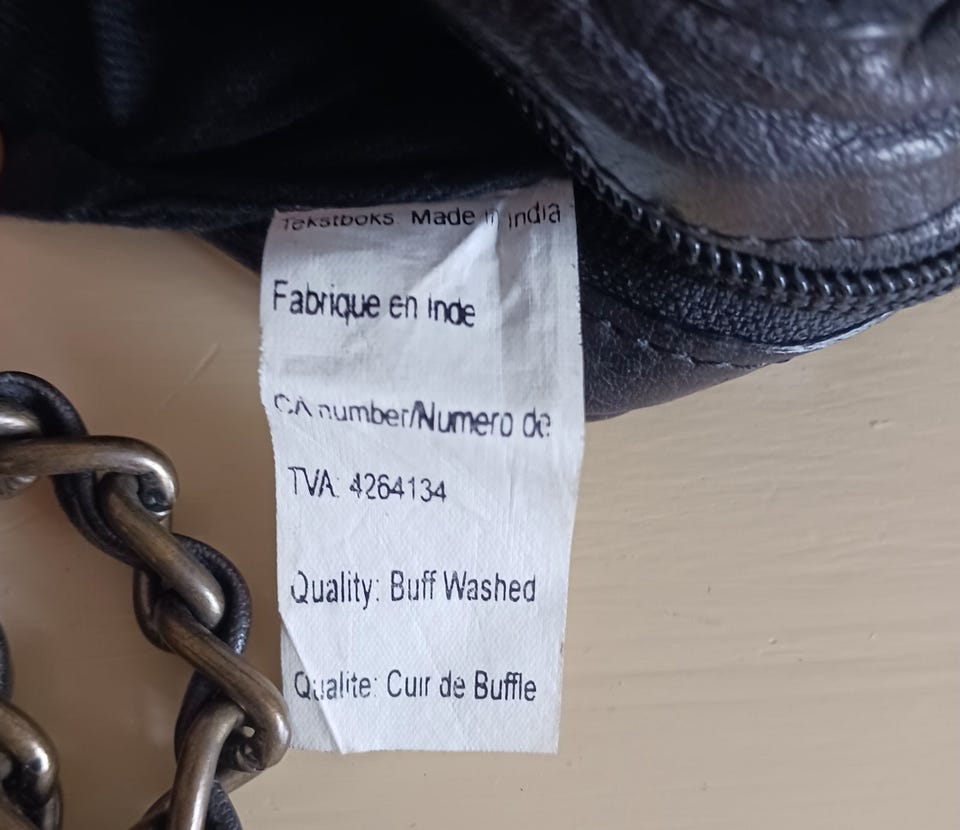 Tekstboks Made in India
Fabrique en Inde
CA number/Numero de
TVA: 4264134
Quality: Buff Washed
Qualite: Cuir de Buffle